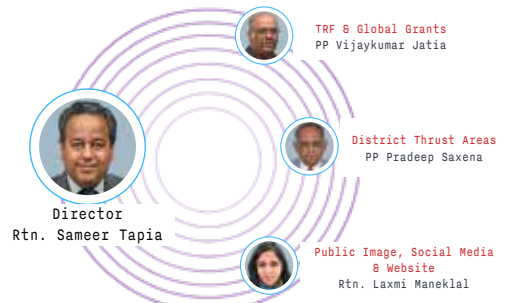 TRF & Global Grants
PP Vijaykumar Jatia
District Thrust Areas
PP Pradeep Saxena
Director
Rtn. Sameer Tapia
Public Image, Social Media
& Website
Rtn. Laxmi Maneklal